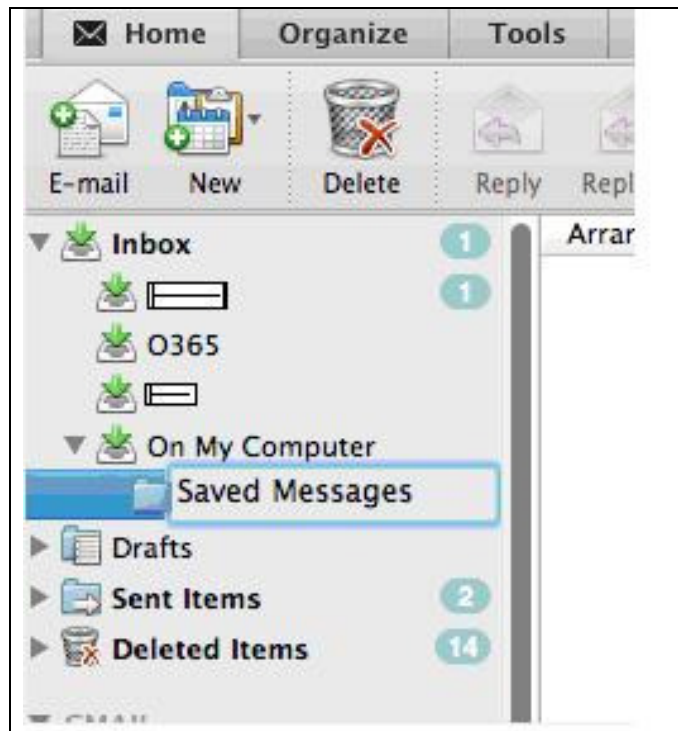 Home Organize Tools
E-mail New Delete Reply Repl
Inbox 1
1
Arrar
O365
On My Computer
Saved Messages
Drafts
Sent Items 2
Deleted Items 14